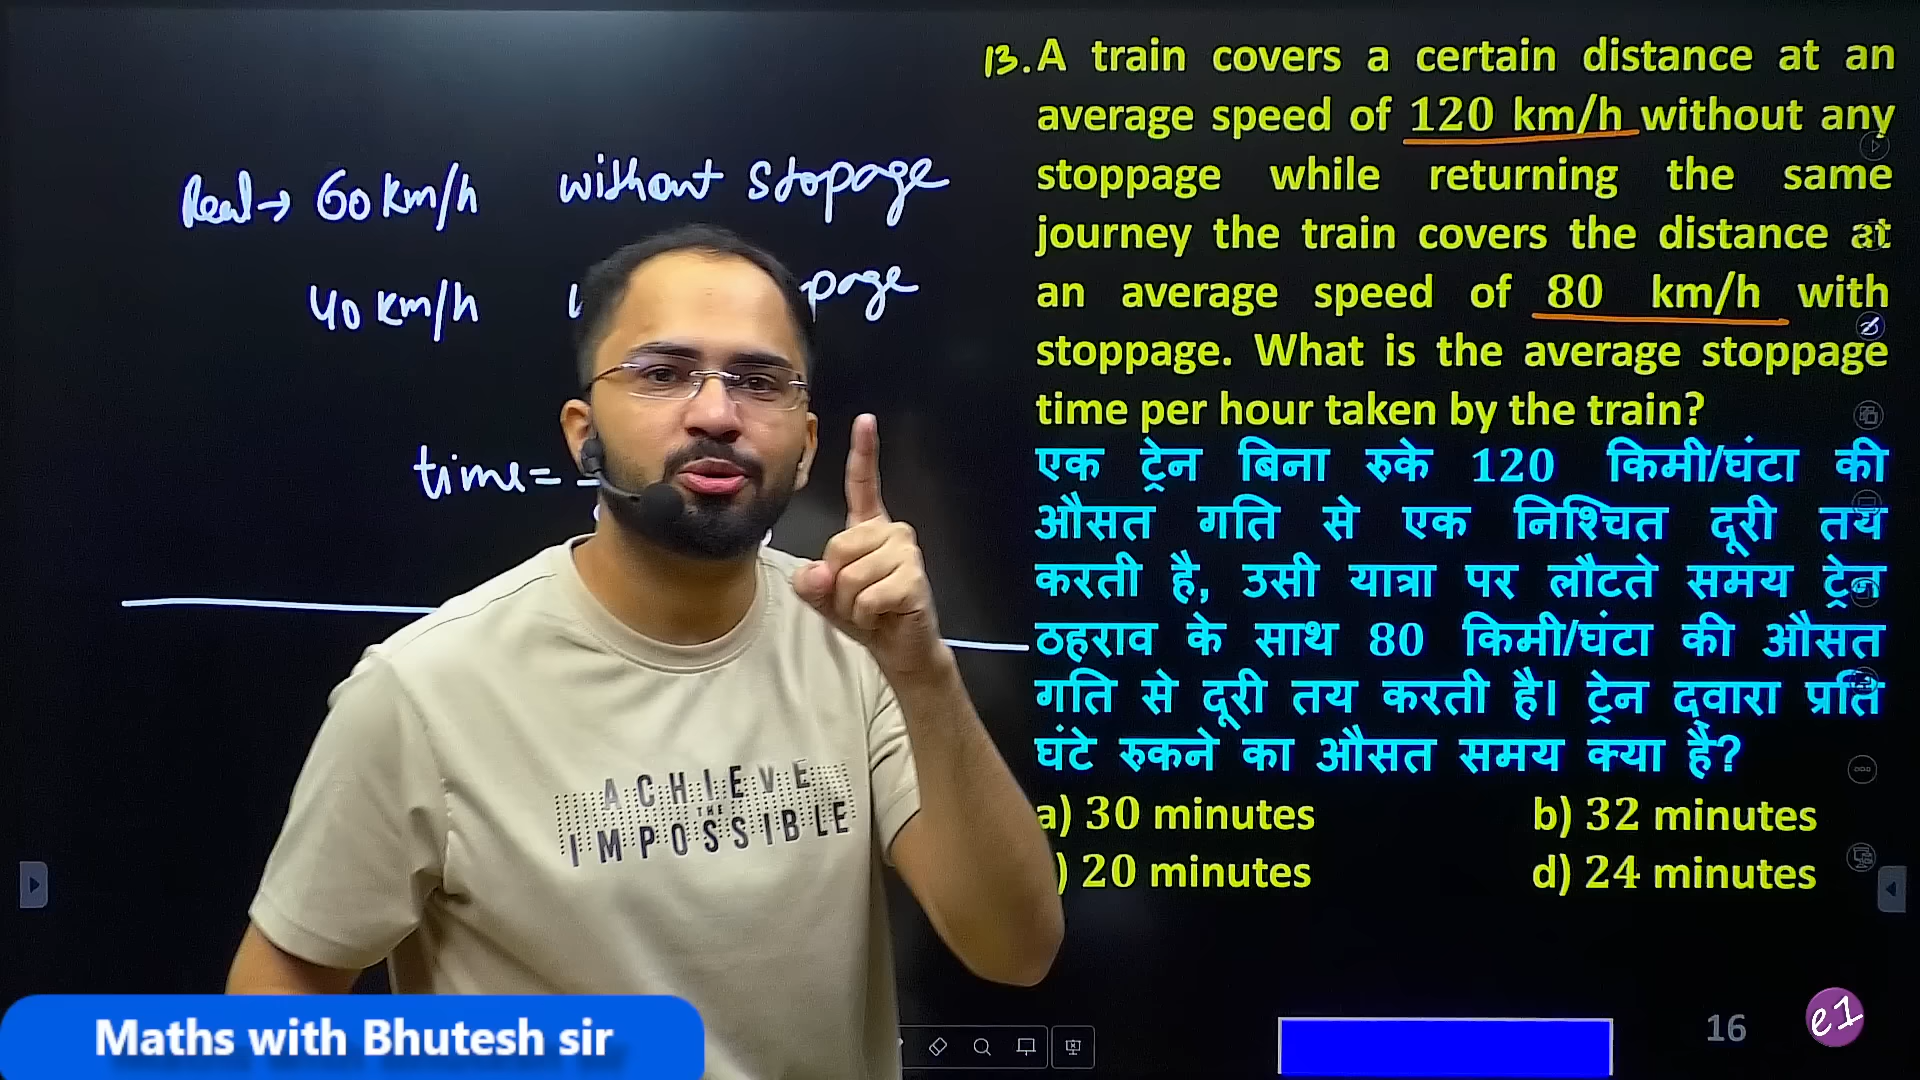 Real → 60 km/h without stopage
40 km/h page
time =
13. A train covers a certain distance at an
average speed of 120 km/h without any
stoppage while returning the same
journey the train covers the distance at
an average speed of 80 km/h with
stoppage. What is the average stoppage
time per hour taken by the train?
एक ट्रेन बिना रुके 120 किमी/घंटा की
औसत गति से एक निश्चित दूरी तय
करती है, उसी यात्रा पर लौटते समय ट्रेन
ठहराव के साथ 80 किमी/घंटा की औसत
गति से दूरी तय करती है। ट्रेन द्वारा प्रति
घंटे रुकने का औसत समय क्या है?
a) 30 minutes b) 32 minutes
) 20 minutes d) 24 minutes
ACHIEVE
THE
IMPOSSIBLE
Maths with Bhutesh sir
16
e1